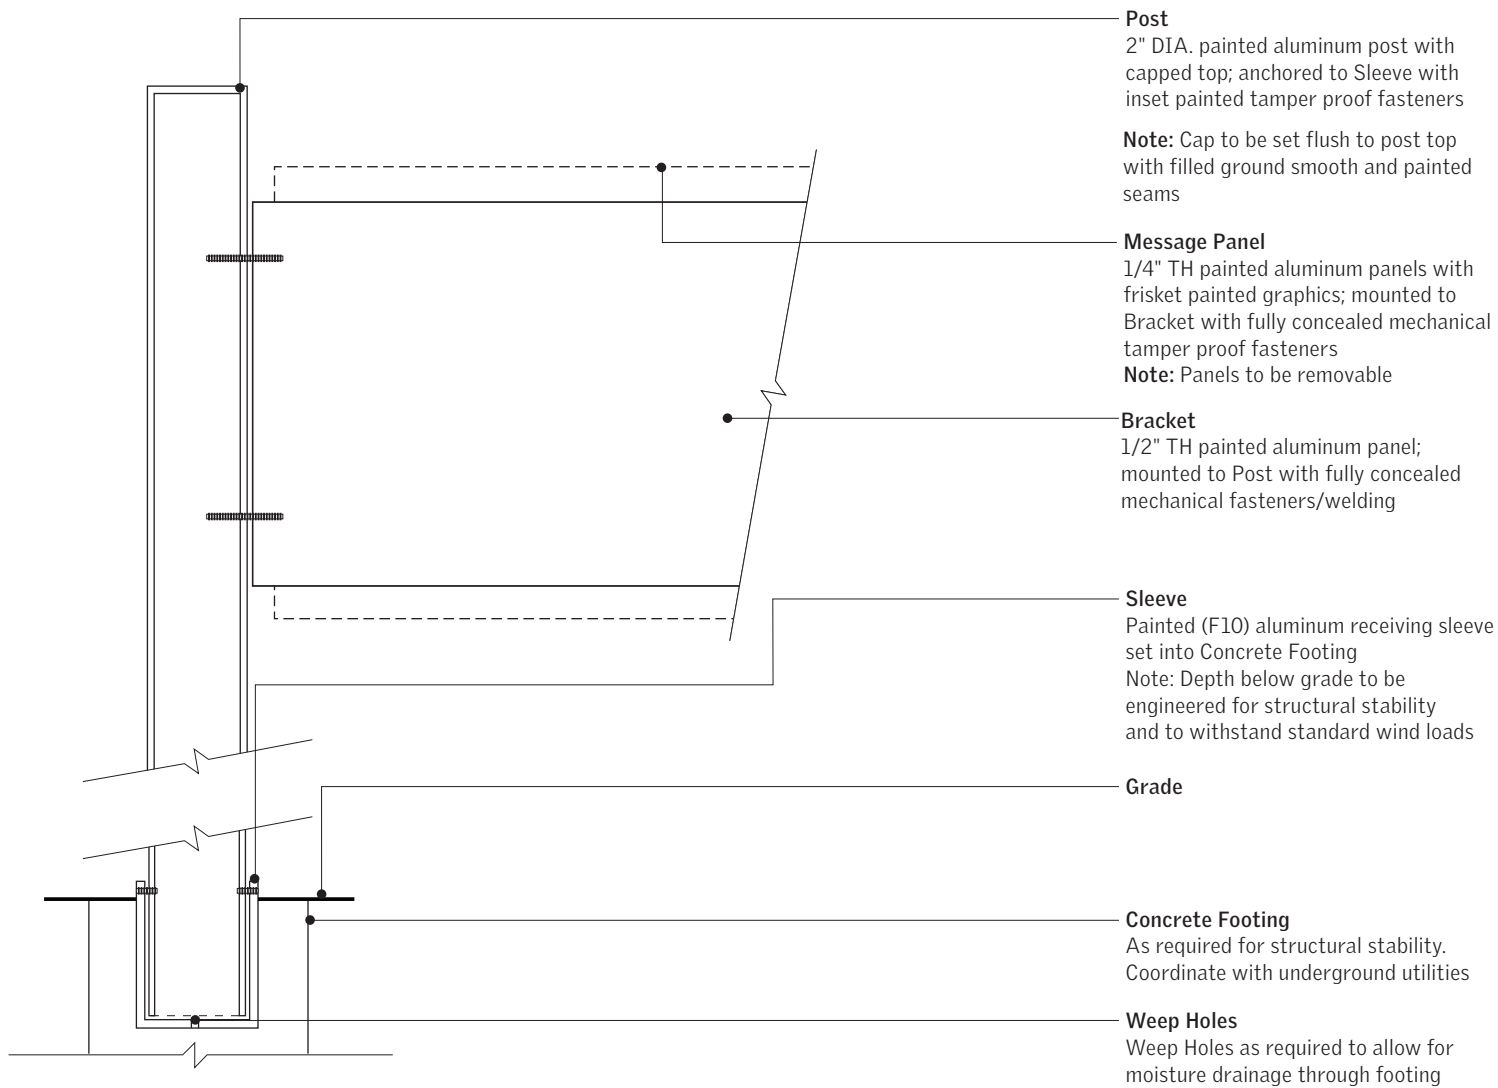 Post
2" DIA. painted aluminum post with
capped top; anchored to Sleeve with
inset painted tamper proof fasteners
Note: Cap to be set flush to post top
with filled ground smooth and painted
seams
Message Panel
1/4" TH painted aluminum panels with
frisket painted graphics; mounted to
Bracket with fully concealed mechanical
tamper proof fasteners
Note: Panels to be removable
Bracket
1/2" TH painted aluminum panel;
mounted to Post with fully concealed
mechanical fasteners/welding
Sleeve
Painted (F10) aluminum receiving sleeve
set into Concrete Footing
Note: Depth below grade to be
engineered for structural stability
and to withstand standard wind loads
Grade
Concrete Footing
As required for structural stability.
Coordinate with underground utilities
Weep Holes
Weep Holes as required to allow for
moisture drainage through footing